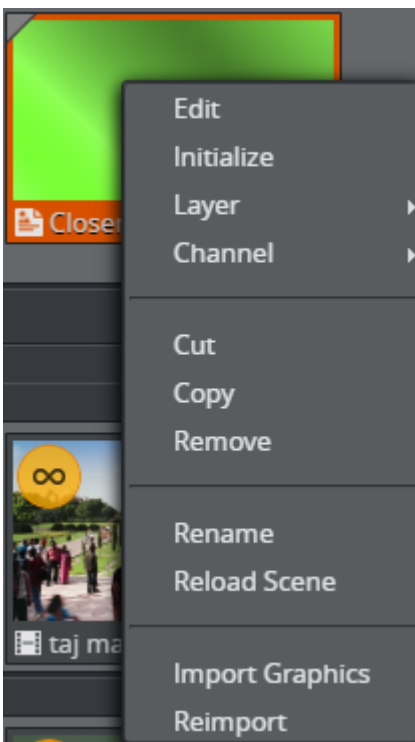 Edit
Initialize
Layer
Channel
Closer
Cut
Copy
Remove
Rename
Reload Scene
taj ma
Import Graphics
Reimport